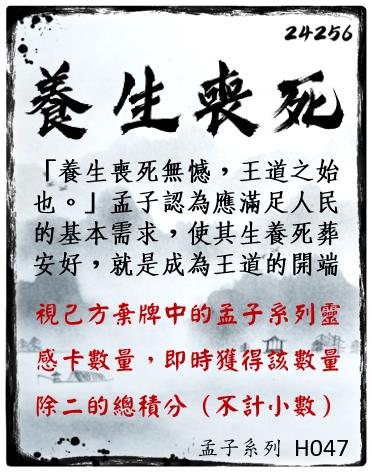 24256
養生喪死
「養生喪死無憾，王道之始
也。」孟子認為應滿足人民
的基本需求，使其生養死葬
安好，就是成為王道的開端
視己方棄牌中的孟子系列靈
感卡數量，即時獲得該數量
除二的總積分（不計小數）
孟子系列 H047